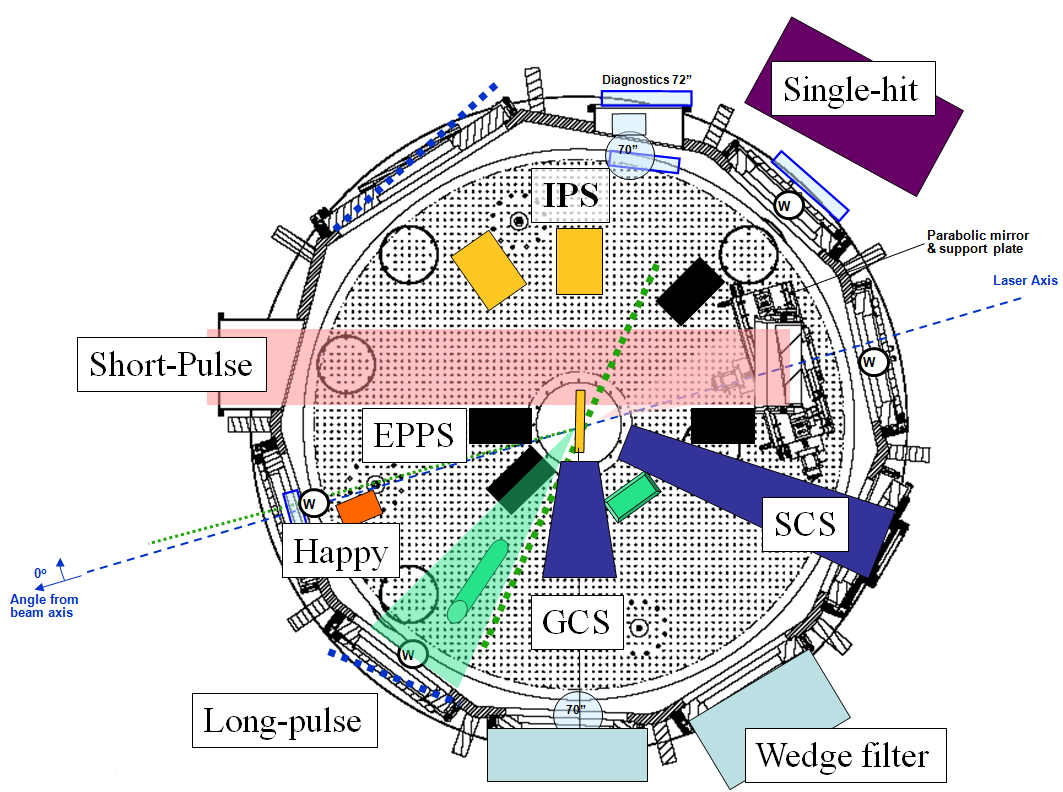 Diagnostics 72”
Single-hit
70”
IPS
W
Parabolic mirror
& support plate
Laser Axis
Short-Pulse
W
EPPS
W
SCS
Happy
0º
Angle from
beam axis
GCS
W
Long-pulse
70”
Wedge filter